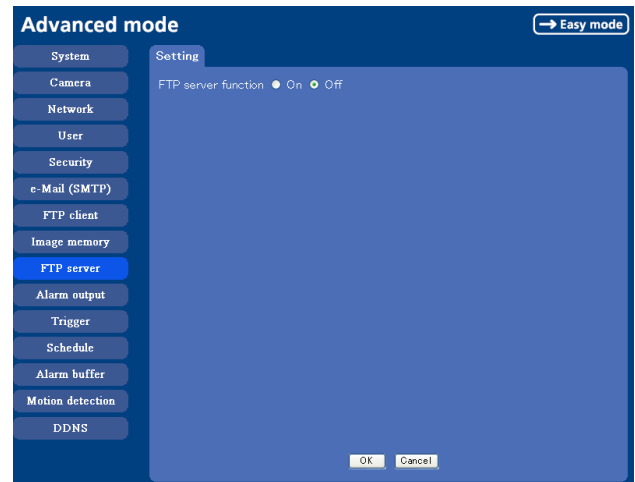 Advanced mode
→ Easy mode
System
Camera
Network
User
Security
e-Mail (SMTP)
FTP client
Image memory
FTP server
Alarm output
Trigger
Schedule
Alarm buffer
Motion detection
DDNS
Setting
FTP server function On Off
OK Cancel